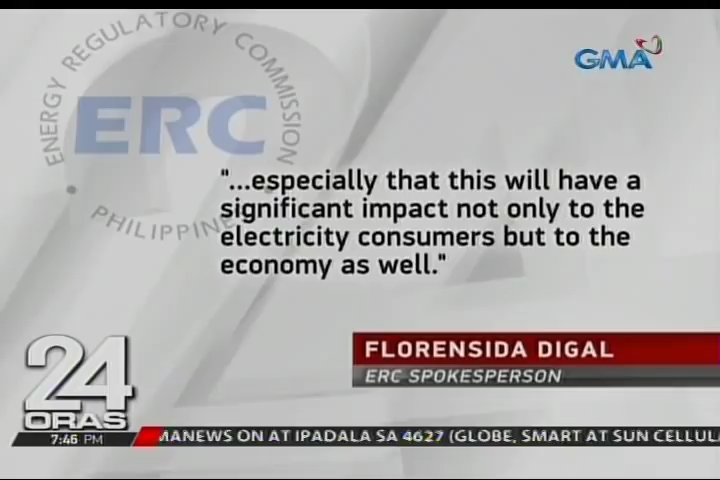 ENERGY REGULATORY COMMISSION
ERC
PHILIPPINE
GMA
"...especially that this will have a
significant impact not only to the
electricity consumers but to the
economy as well."
FLORENSIDA DIGAL
ERC SPOKESPERSON
24
ORAS
7:46 PM
MANEWS ON AT IPADALA SA 4627 (GLOBE, SMART AT SUN CELLUL